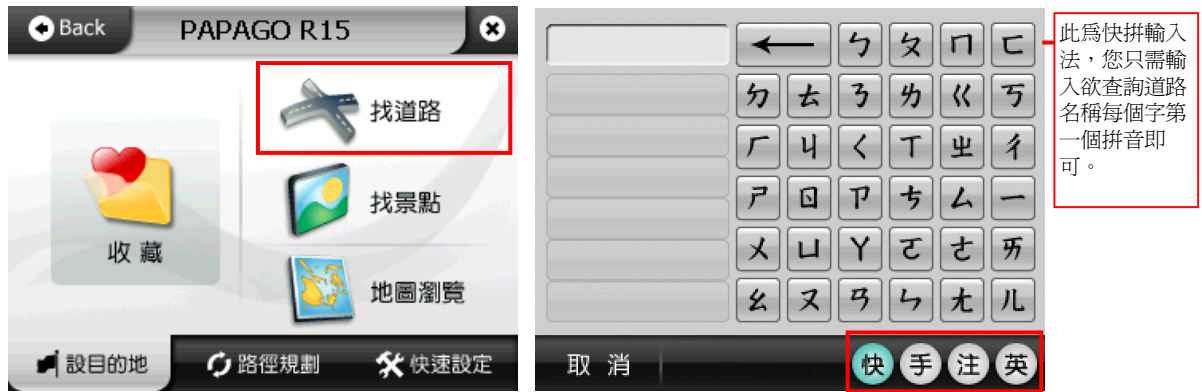 Back
PAPAGO R15
找道路
找景點
收 藏
地圖瀏覽
設目的地
路徑規劃
快速設定
← ㄅ ㄆ ㄇ ㄈ
ㄉ ㄊ ㄋ ㄌ ㄍ ㄎ
ㄏ ㄐ ㄑ ㄒ ㄓ ㄔ
ㄕ ㄖ ㄗ ㄘ ㄙ ㄧ
ㄨ ㄩ ㄚ ㄛ ㄜ ㄞ
ㄠ ㄡ ㄢ ㄣ ㄤ ㄦ
取 消
快 手 注 英
此爲快拼輸入
法，您只需輸
入欲查詢道路
名稱每個字第
一個拼音即
可。